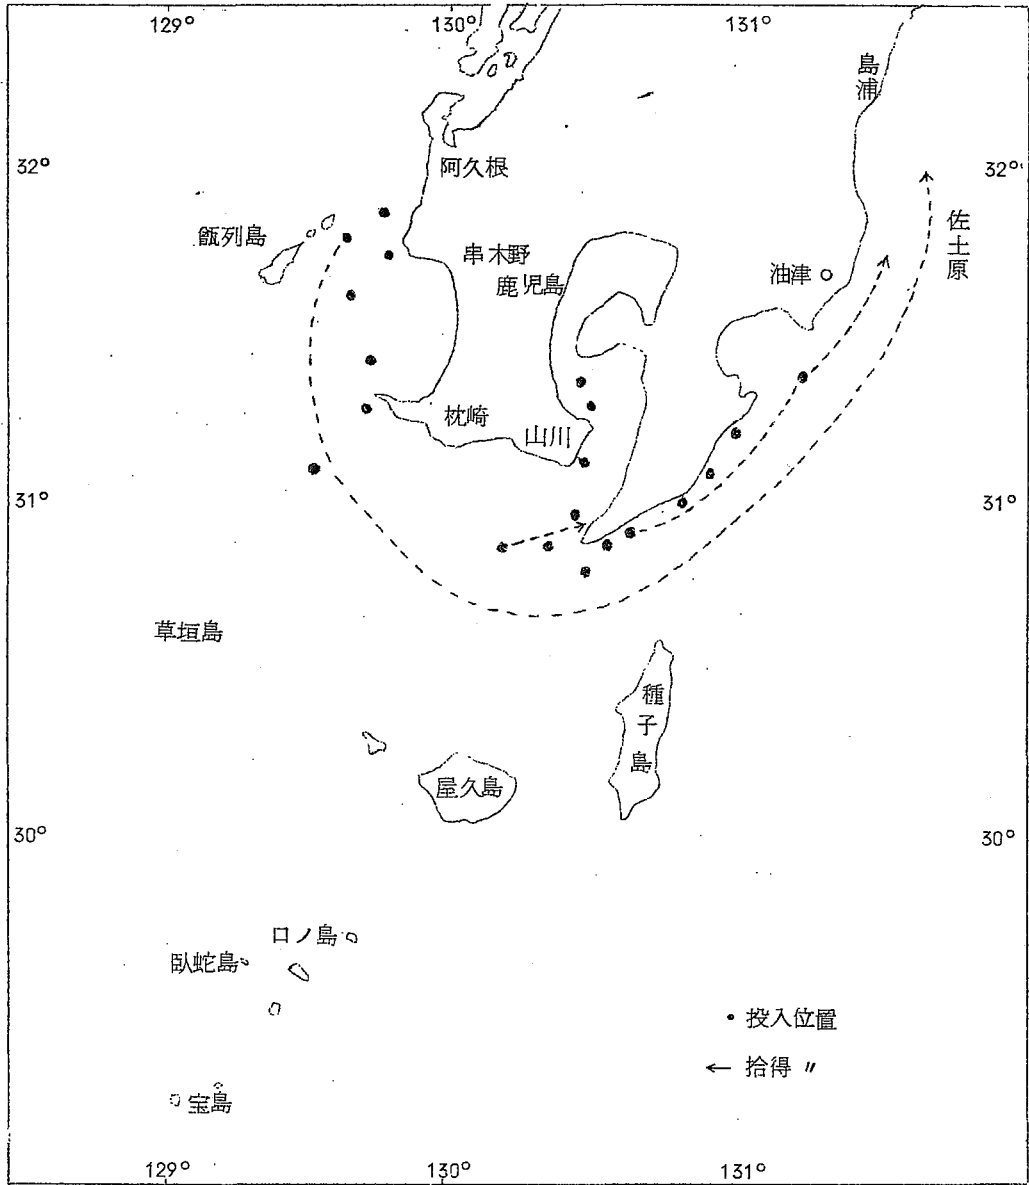 129° 130° 131°
島浦
32° 阿久根 32°
甑列島
佐土原
串木野
油津
鹿児島
枕崎
山川
31° 31°
草垣島
種子島
屋久島
30° 30°
口ノ島
臥蛇島
• 投入位置
← 拾得 〃
宝島
129° 130° 131°